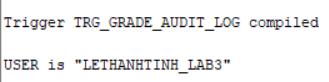 Trigger TRG_GRADE_AUDIT_LOG compiled
USER is "LETHANHTINH_LAB3"